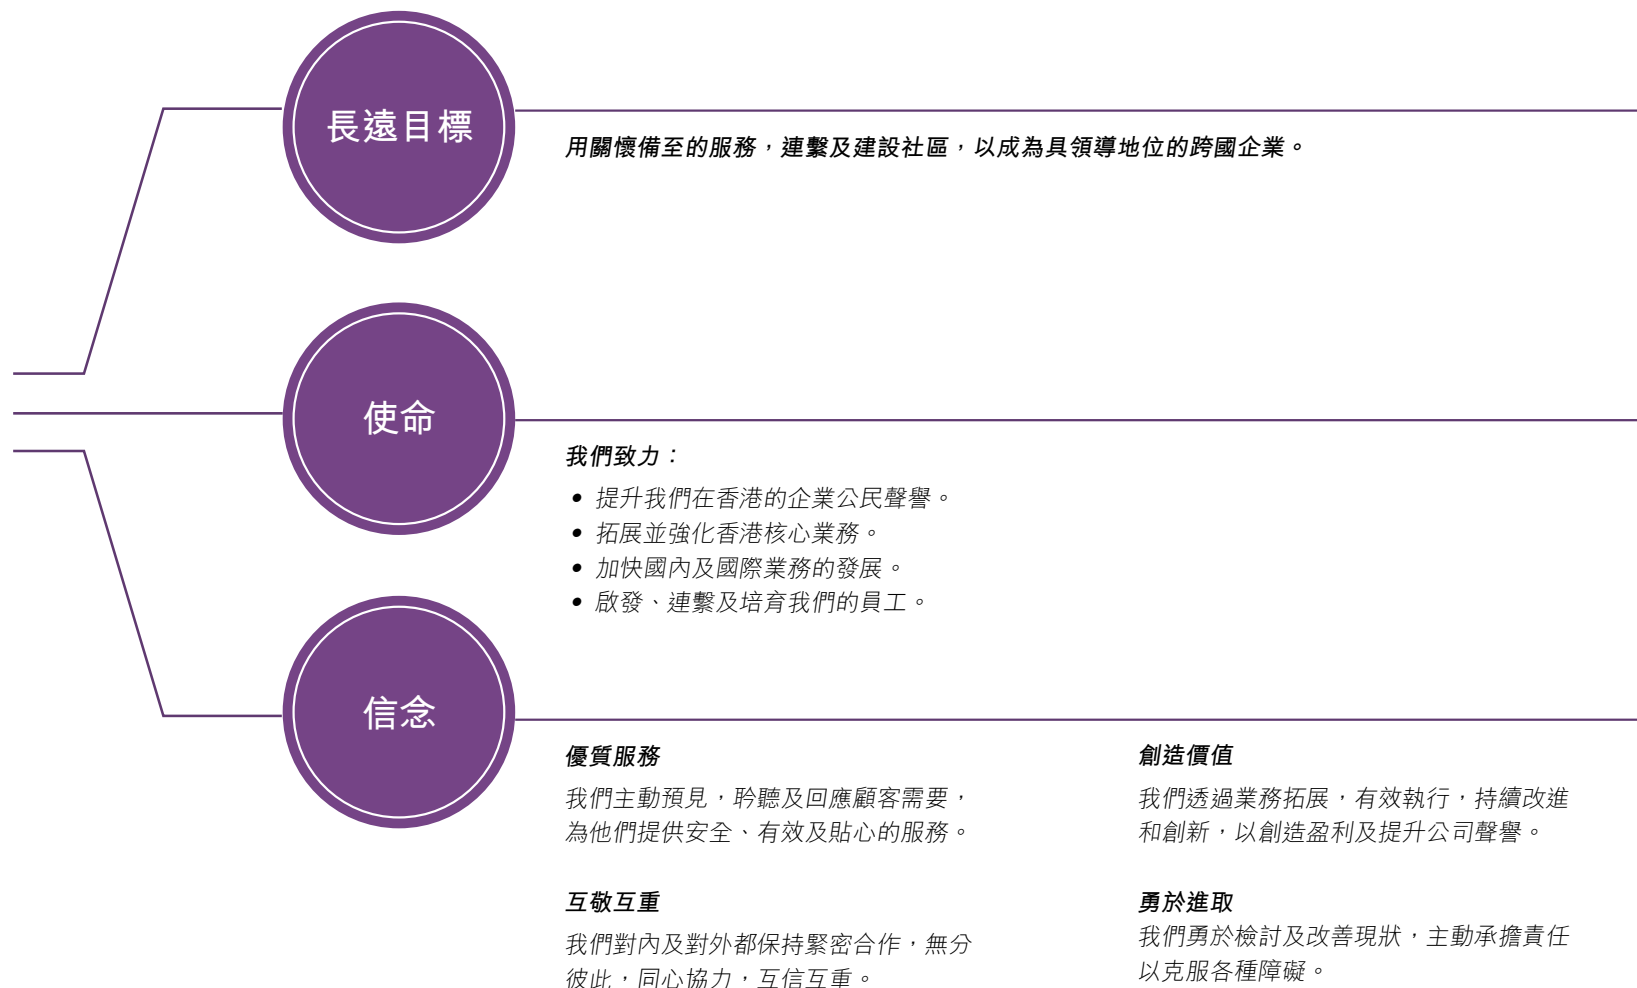 長遠目標
用關懷備至的服務，連繫及建設社區，以成為具領導地位的跨國企業。
使命
我們致力：
• 提升我們在香港的企業公民聲譽。
• 拓展並強化香港核心業務。
• 加快國內及國際業務的發展。
• 啟發、連繫及培育我們的員工。
信念
優質服務
我們主動預見，聆聽及回應顧客需要，
為他們提供安全、有效及貼心的服務。
創造價值
我們透過業務拓展，有效執行，持續改進
和創新，以創造盈利及提升公司聲譽。
互敬互重
我們對內及對外都保持緊密合作，無分
彼此，同心協力，互信互重。
勇於進取
我們勇於檢討及改善現狀，主動承擔責任
以克服各種障礙。